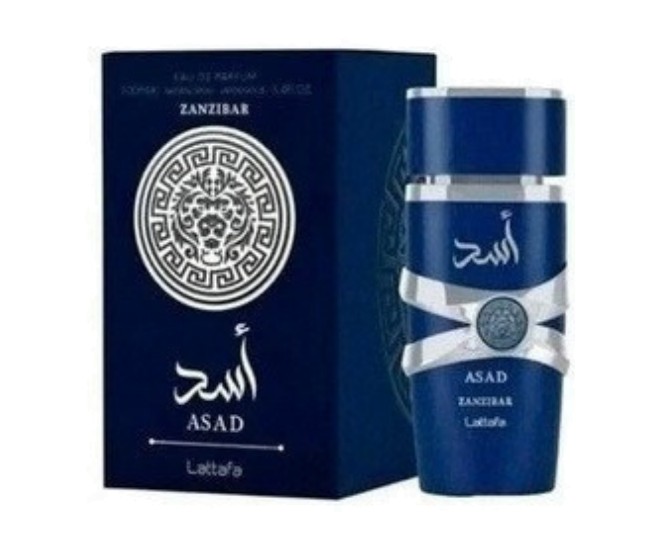 EAU DE PARFUM
ZANZIBAR
أسد
ASAD
Lattafa
أسد
ASAD
ZANZIBAR
Lattafa